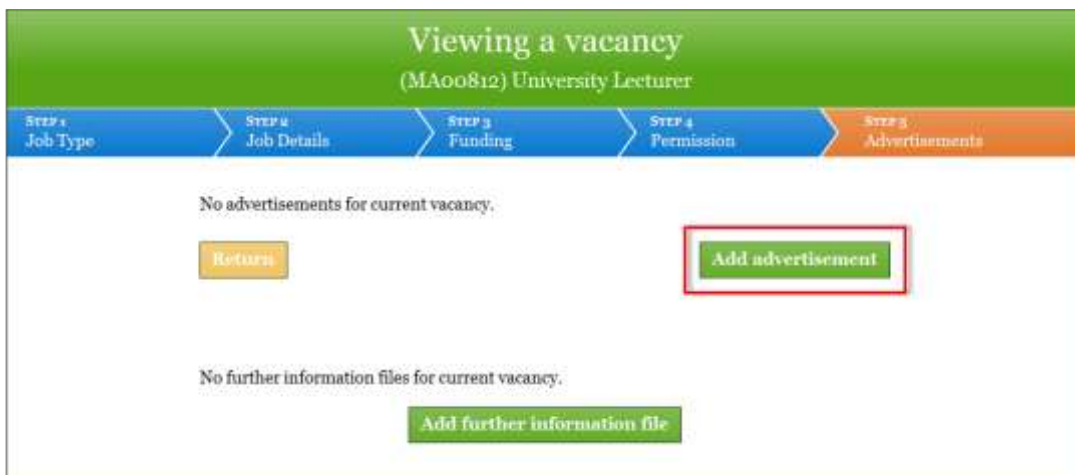 Viewing a vacancy
(MA00812) University Lecturer
STEP 1 STEP 2 STEP 3 STEP 4 STEP 5
Job Type Job Details Funding Permission Advertisements
No advertisements for current vacancy.
Return Add advertisement
No further information files for current vacancy.
Add further information file